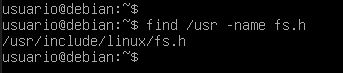 usuario@debian:~$
usuario@debian:~$ find /usr -name fs.h
/usr/include/linux/fs.h
usuario@debian:~$